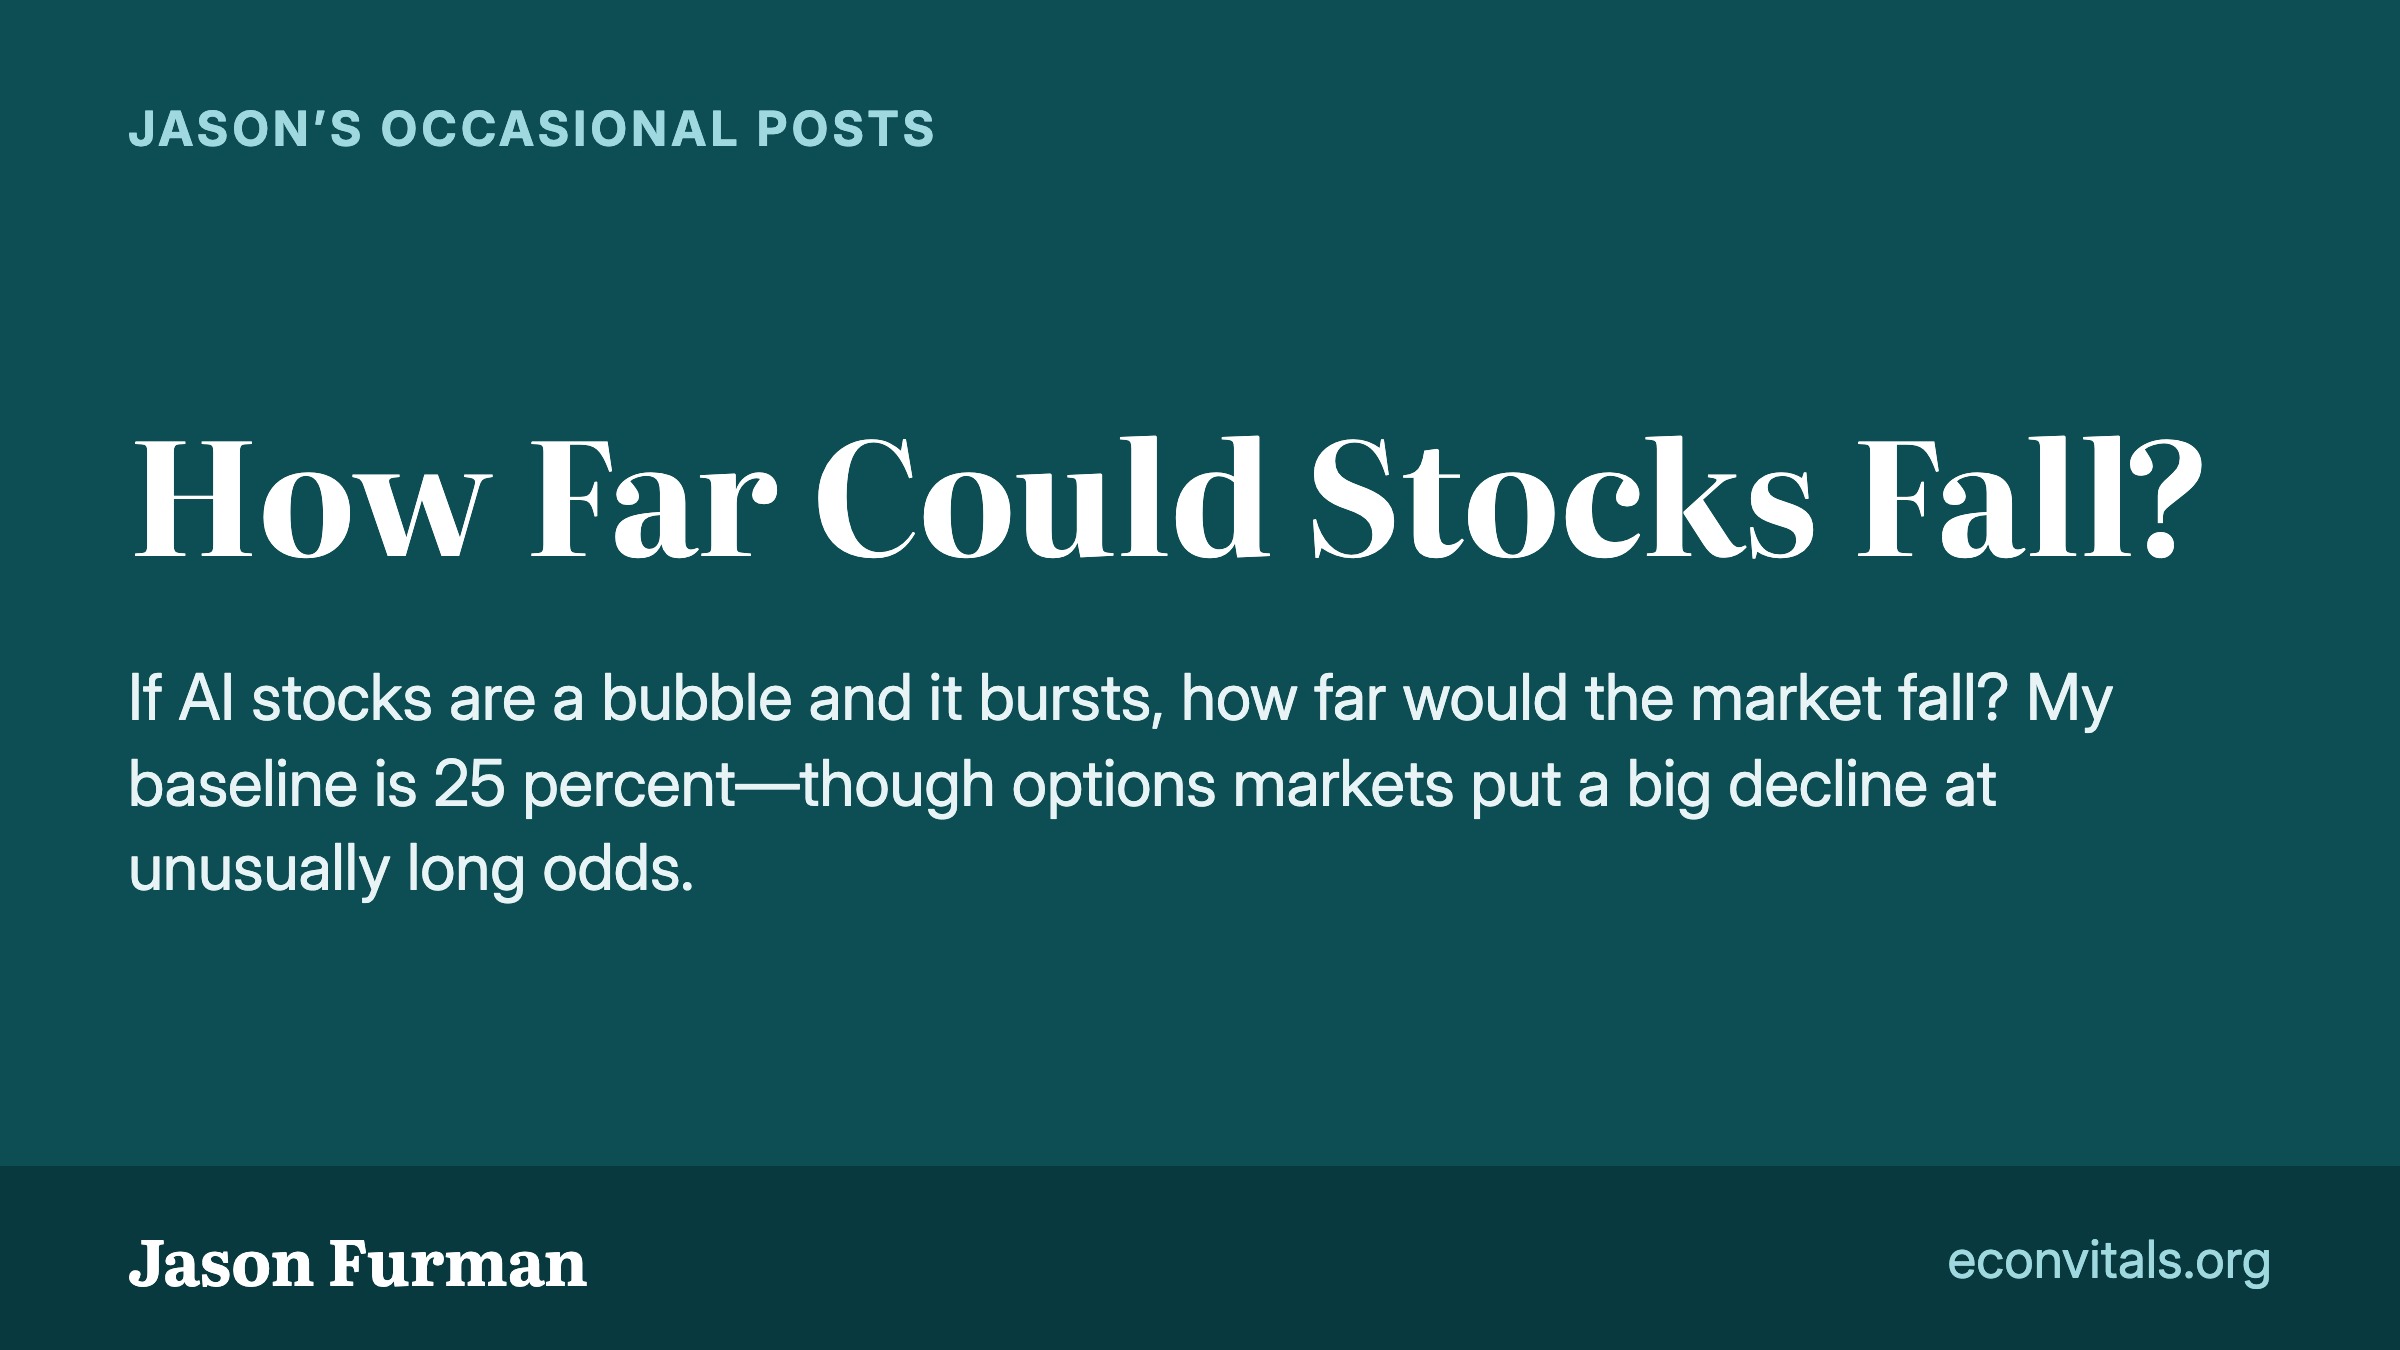 JASON’S OCCASIONAL POSTS
How Far Could Stocks Fall?
If AI stocks are a bubble and it bursts, how far would the market fall? My
baseline is 25 percent—though options markets put a big decline at
unusually long odds.
Jason Furman
econvitals.org